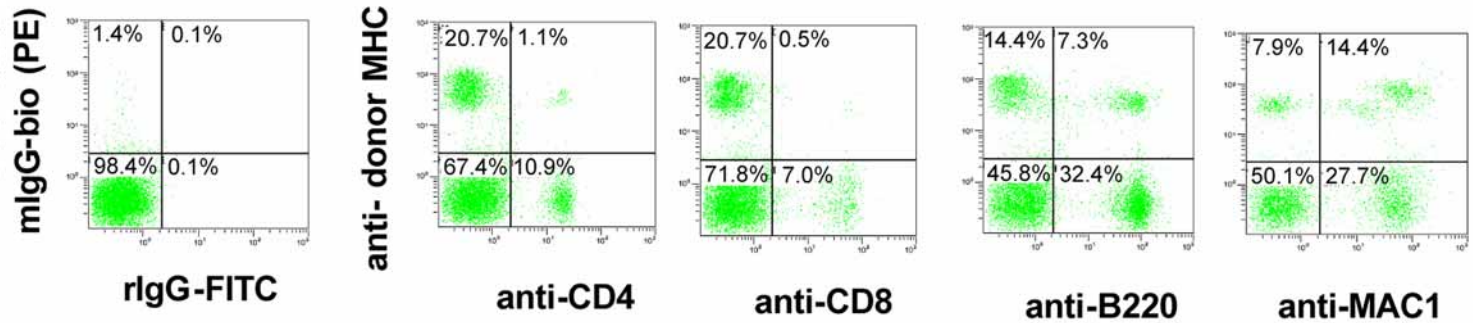 mIgG-bio (PE)
1.4% 0.1%
98.4% 0.1%
rIgG-FITC
anti- donor MHC
20.7% 1.1%
67.4% 10.9%
anti-CD4
20.7% 0.5%
71.8% 7.0%
anti-CD8
14.4% 7.3%
45.8% 32.4%
anti-B220
7.9% 14.4%
50.1% 27.7%
anti-MAC1